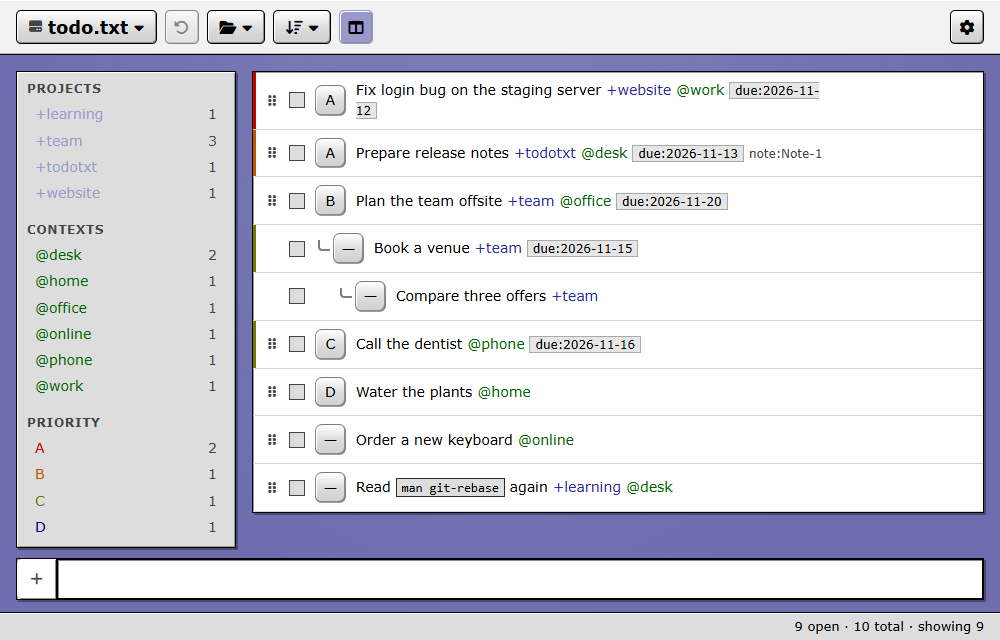 todo.txt
PROJECTS
+learning 1
+team 3
+todotxt 1
+website 1
CONTEXTS
@desk 2
@home 1
@office 1
@online 1
@phone 1
@work 1
PRIORITY
A 2
B 1
C 1
D 1
A Fix login bug on the staging server +website @work due:2026-11-
12
A Prepare release notes +todotxt @desk due:2026-11-13 note:Note-1
B Plan the team offsite +team @office due:2026-11-20
— Book a venue +team due:2026-11-15
— Compare three offers +team
C Call the dentist @phone due:2026-11-16
D Water the plants @home
— Order a new keyboard @online
— Read man git-rebase again +learning @desk
+
9 open · 10 total · showing 9